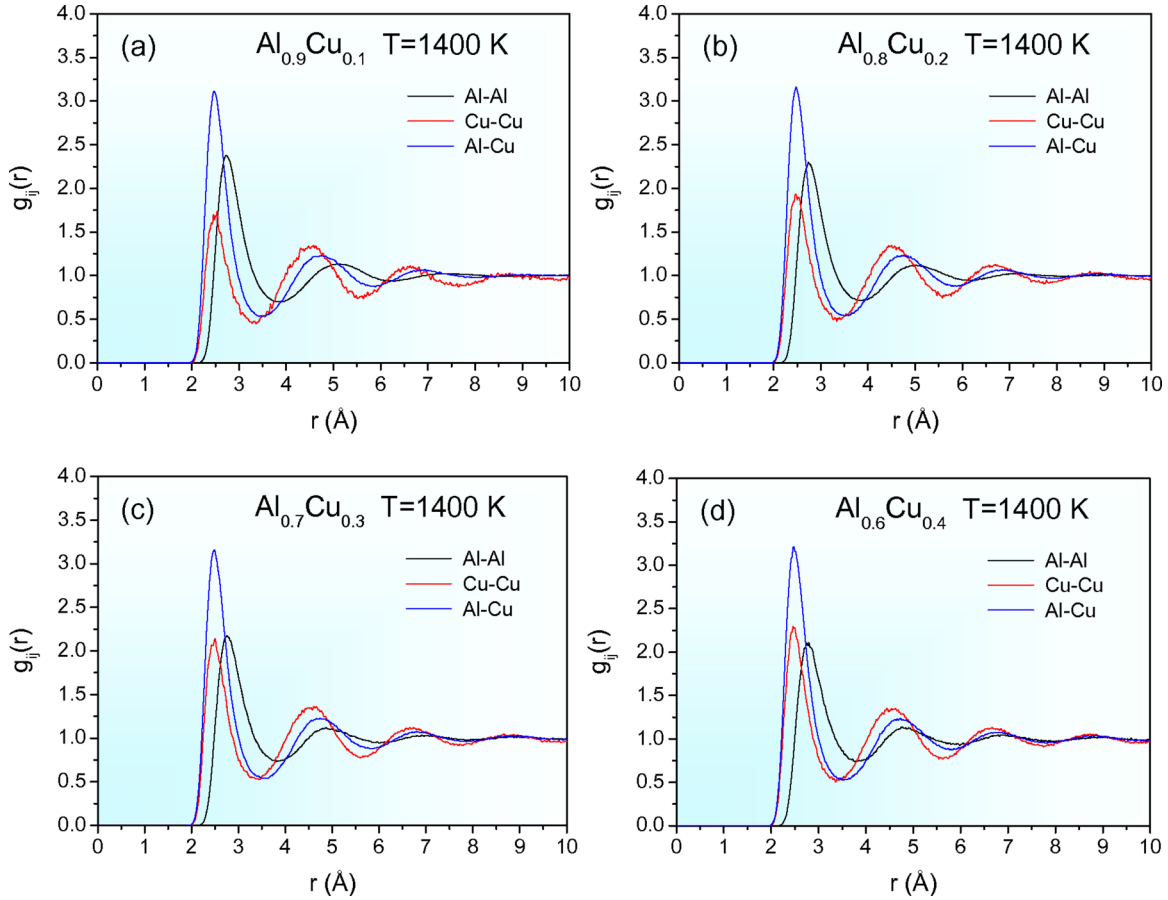 (a) Al0.9Cu0.1 T=1400 K
Al-Al
Cu-Cu
Al-Cu
gij(r)
4.0
3.5
3.0
2.5
2.0
1.5
1.0
0.5
0.0
0 1 2 3 4 5 6 7 8 9 10
r (Å)
(b) Al0.8Cu0.2 T=1400 K
Al-Al
Cu-Cu
Al-Cu
gij(r)
4.0
3.5
3.0
2.5
2.0
1.5
1.0
0.5
0.0
0 1 2 3 4 5 6 7 8 9 10
r (Å)
(c) Al0.7Cu0.3 T=1400 K
Al-Al
Cu-Cu
Al-Cu
gij(r)
4.0
3.5
3.0
2.5
2.0
1.5
1.0
0.5
0.0
0 1 2 3 4 5 6 7 8 9 10
r (Å)
(d) Al0.6Cu0.4 T=1400 K
Al-Al
Cu-Cu
Al-Cu
gij(r)
4.0
3.5
3.0
2.5
2.0
1.5
1.0
0.5
0.0
0 1 2 3 4 5 6 7 8 9 10
r (Å)